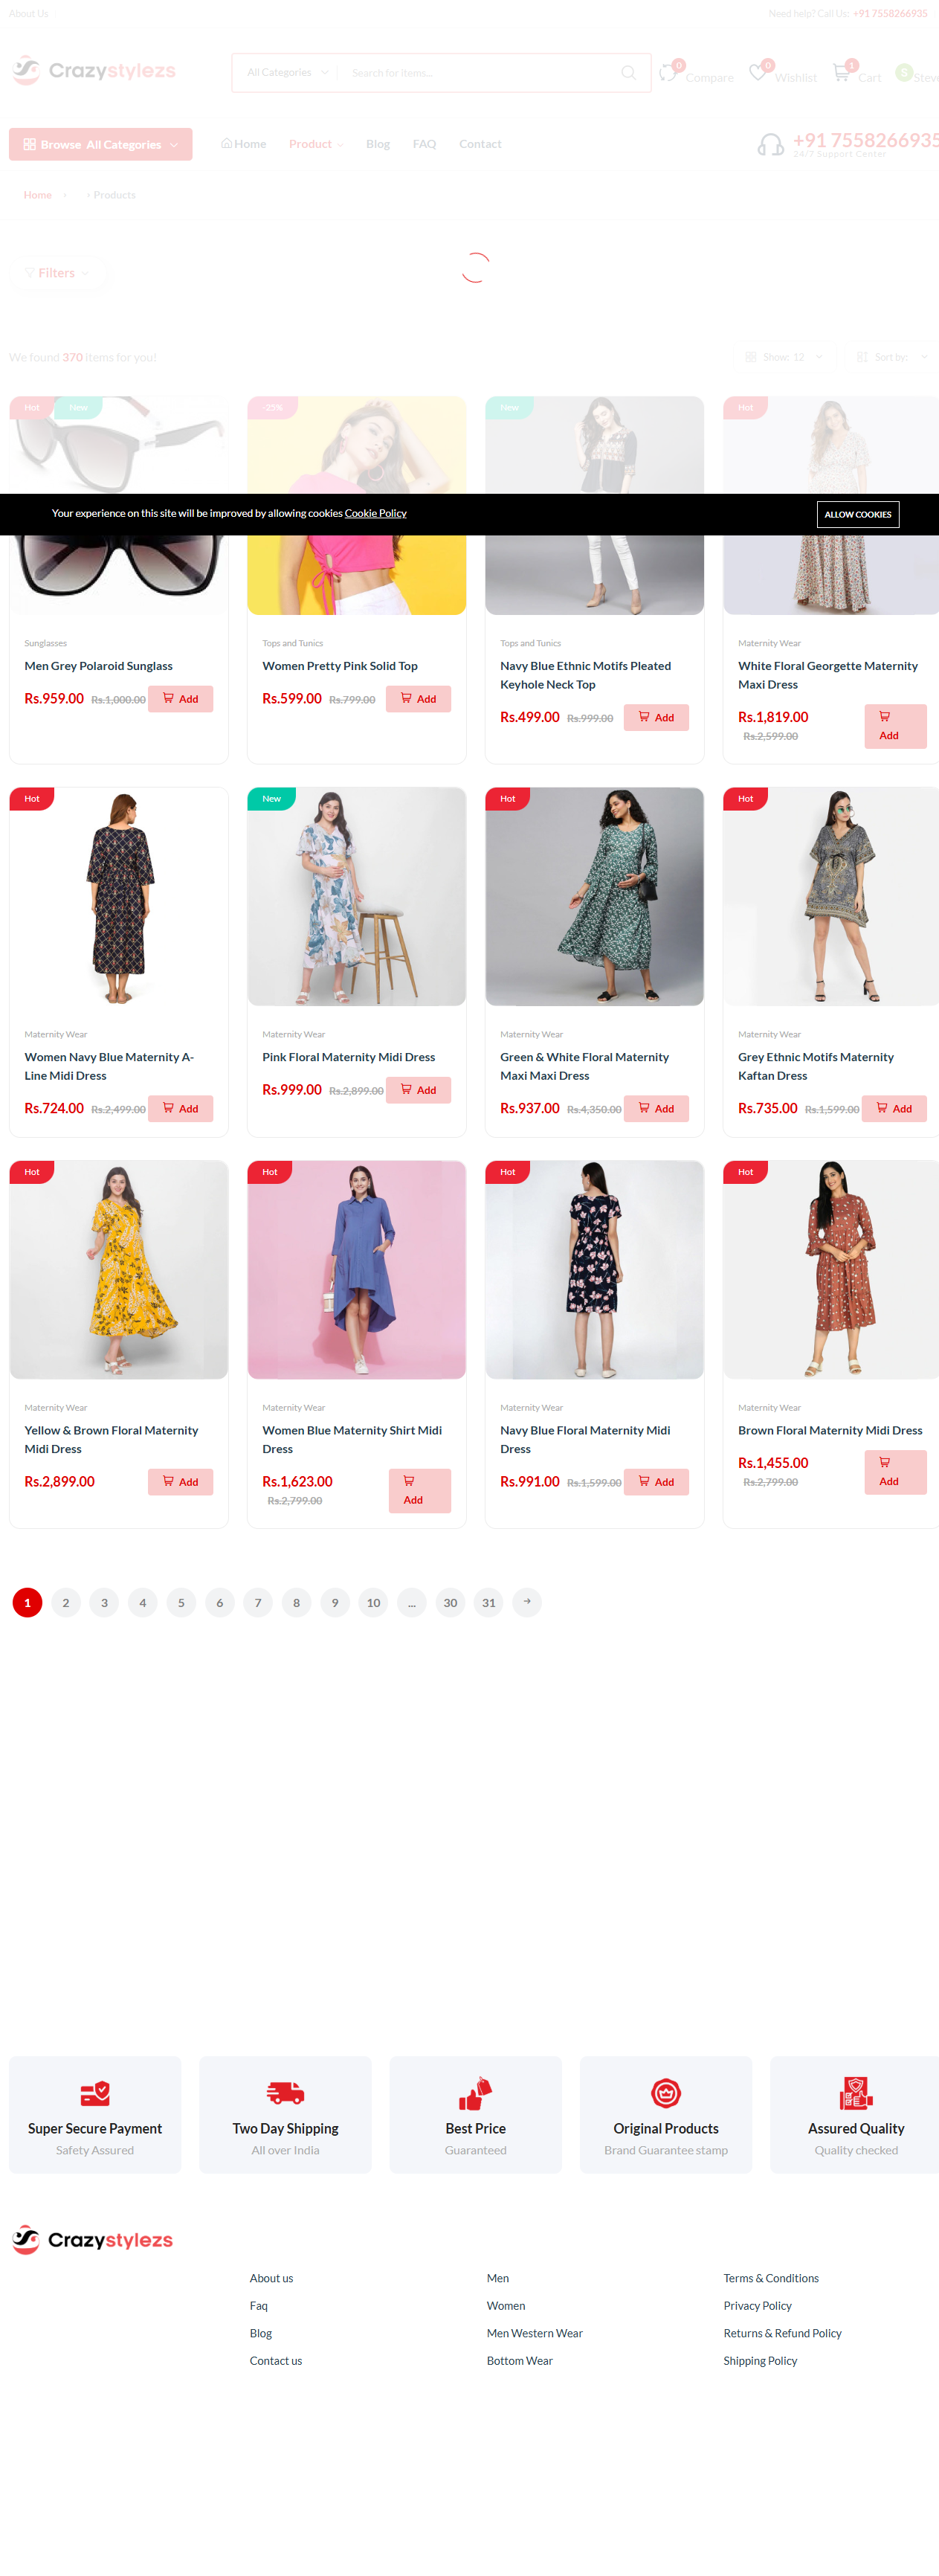 About Us
Need help? Call Us: +91 7558266935
Crazystylezs
All Categories
Search for items...
0
Compare
0
Wishlist
1
Cart
S
Steve
Browse All Categories
Home
Product
Blog
FAQ
Contact
+91 7558266935
24/7 Support Center
Home
Products
Filters
We found 370 items for you!
Show: 12
Sort by:
Hot
New
-25%
New
Hot
Your experience on this site will be improved by allowing cookies Cookie Policy
ALLOW COOKIES
Sunglasses
Men Grey Polaroid Sunglass
Rs.959.00 Rs.1,000.00
Add
Tops and Tunics
Women Pretty Pink Solid Top
Rs.599.00 Rs.799.00
Add
Tops and Tunics
Navy Blue Ethnic Motifs Pleated
Keyhole Neck Top
Rs.499.00 Rs.999.00
Add
Maternity Wear
White Floral Georgette Maternity
Maxi Dress
Rs.1,819.00
Rs.2,599.00
Add
Hot
Maternity Wear
Women Navy Blue Maternity A-
Line Midi Dress
Rs.724.00 Rs.2,499.00
Add
New
Maternity Wear
Pink Floral Maternity Midi Dress
Rs.999.00 Rs.2,899.00
Add
Hot
Maternity Wear
Green & White Floral Maternity
Maxi Maxi Dress
Rs.937.00 Rs.4,350.00
Add
Hot
Maternity Wear
Grey Ethnic Motifs Maternity
Kaftan Dress
Rs.735.00 Rs.1,599.00
Add
Hot
Maternity Wear
Yellow & Brown Floral Maternity
Midi Dress
Rs.2,899.00
Add
Hot
Maternity Wear
Women Blue Maternity Shirt Midi
Dress
Rs.1,623.00
Rs.2,799.00
Add
Hot
Maternity Wear
Navy Blue Floral Maternity Midi
Dress
Rs.991.00 Rs.1,599.00
Add
Hot
Maternity Wear
Brown Floral Maternity Midi Dress
Rs.1,455.00
Rs.2,799.00
Add
1 2 3 4 5 6 7 8 9 10 ... 30 31
Super Secure Payment
Safety Assured
Two Day Shipping
All over India
Best Price
Guaranteed
Original Products
Brand Guarantee stamp
Assured Quality
Quality checked
Crazystylezs
About us
Faq
Blog
Contact us
Men
Women
Men Western Wear
Bottom Wear
Terms & Conditions
Privacy Policy
Returns & Refund Policy
Shipping Policy